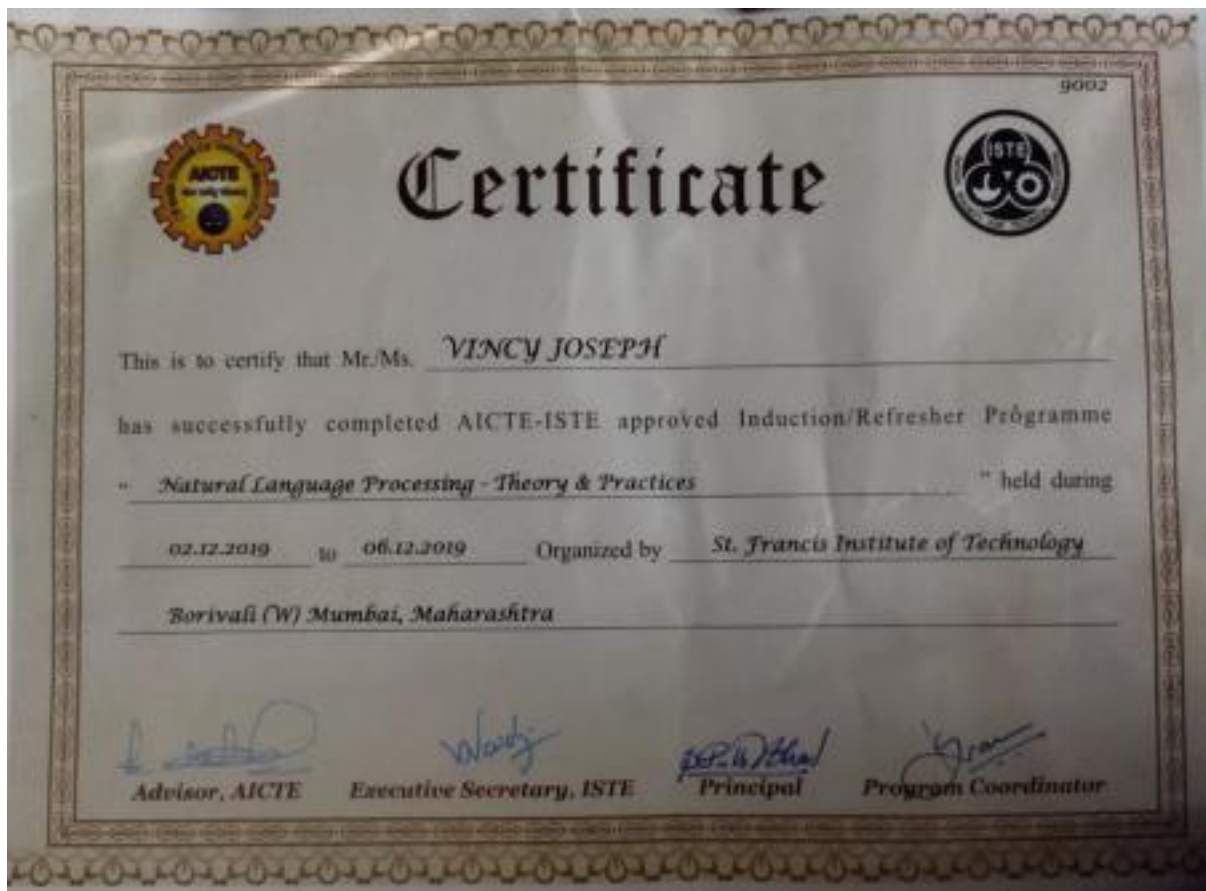 9002
AICTE
Certificate
ISTE
This is to certify that Mr./Ms. VINCY JOSEPH
has successfully completed AICTE-ISTE approved Induction/Refresher Programme
" Natural Language Processing - Theory & Practices " held during
02.12.2019 to 06.12.2019 Organized by St. Francis Institute of Technology
Borivali (W) Mumbai, Maharashtra
Advisor, AICTE Executive Secretary, ISTE Principal Program Coordinator